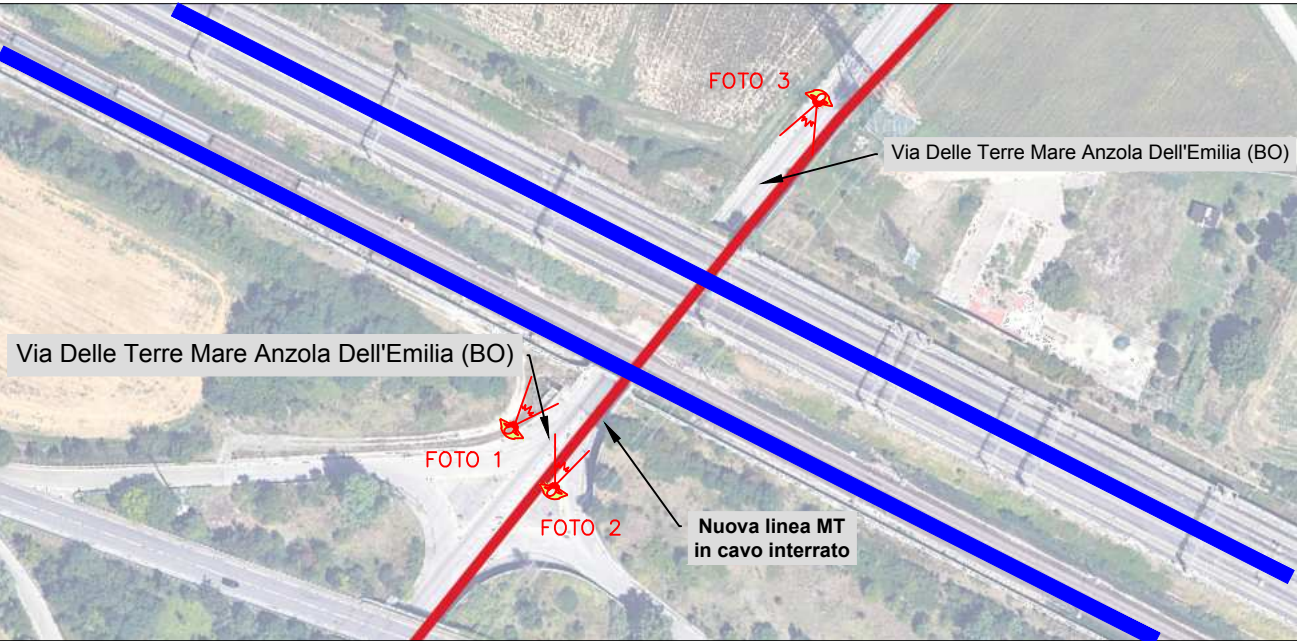 FOTO 3
Via Delle Terre Mare Anzola Dell'Emilia (BO)
Via Delle Terre Mare Anzola Dell'Emilia (BO)
FOTO 1
FOTO 2
Nuova linea MT
in cavo interrato